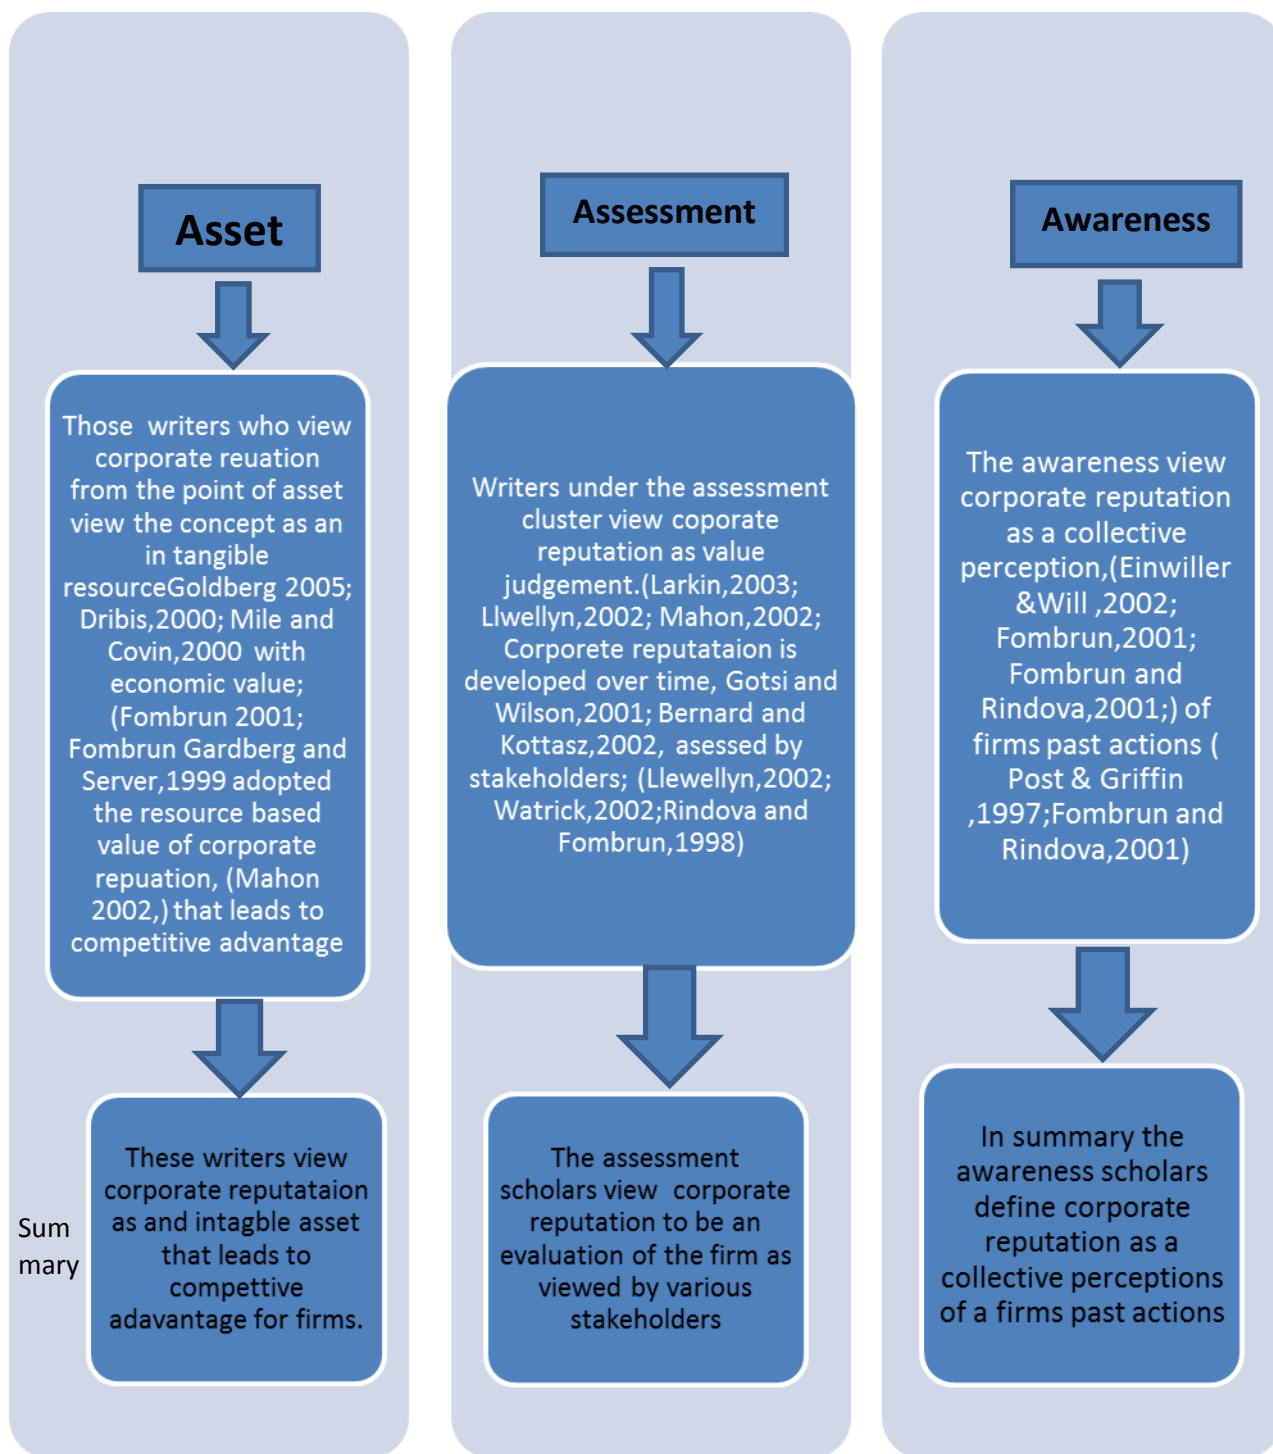 Asset
Those writers who view
corporate reuation
from the point of asset
view the concept as an
in tangible
resourceGoldberg 2005;
Dribis,2000; Mile and
Covin,2000 with
economic value;
(Fombrun 2001;
Fombrun Gardberg and
Server,1999 adopted
the resource based
value of corporate
repuation, (Mahon
2002,) that leads to
competitive advantage
Sum
mary
These writers view
corporate reputataion
as and intagble asset
that leads to
compettive
adavantage for firms.
Assessment
Writers under the assessment
cluster view coporate
reputation as value
judgement.(Larkin,2003;
Llwellyn,2002; Mahon,2002;
Corporete reputataion is
developed over time, Gotsi and
Wilson,2001; Bernard and
Kottasz,2002, asessed by
stakeholders; (Llewellyn,2002;
Watrick,2002;Rindova and
Fombrun,1998)
The assessment
scholars view corporate
reputation to be an
evaluation of the firm as
viewed by various
stakeholders
Awareness
The awareness view
corporate reputation
as a collective
perception,(Einwiller
&Will ,2002;
Fombrun,2001;
Fombrun and
Rindova,2001;) of
firms past actions (
Post & Griffin
,1997;Fombrun and
Rindova,2001)
In summary the
awareness scholars
define corporate
reputation as a
collective perceptions
of a firms past actions